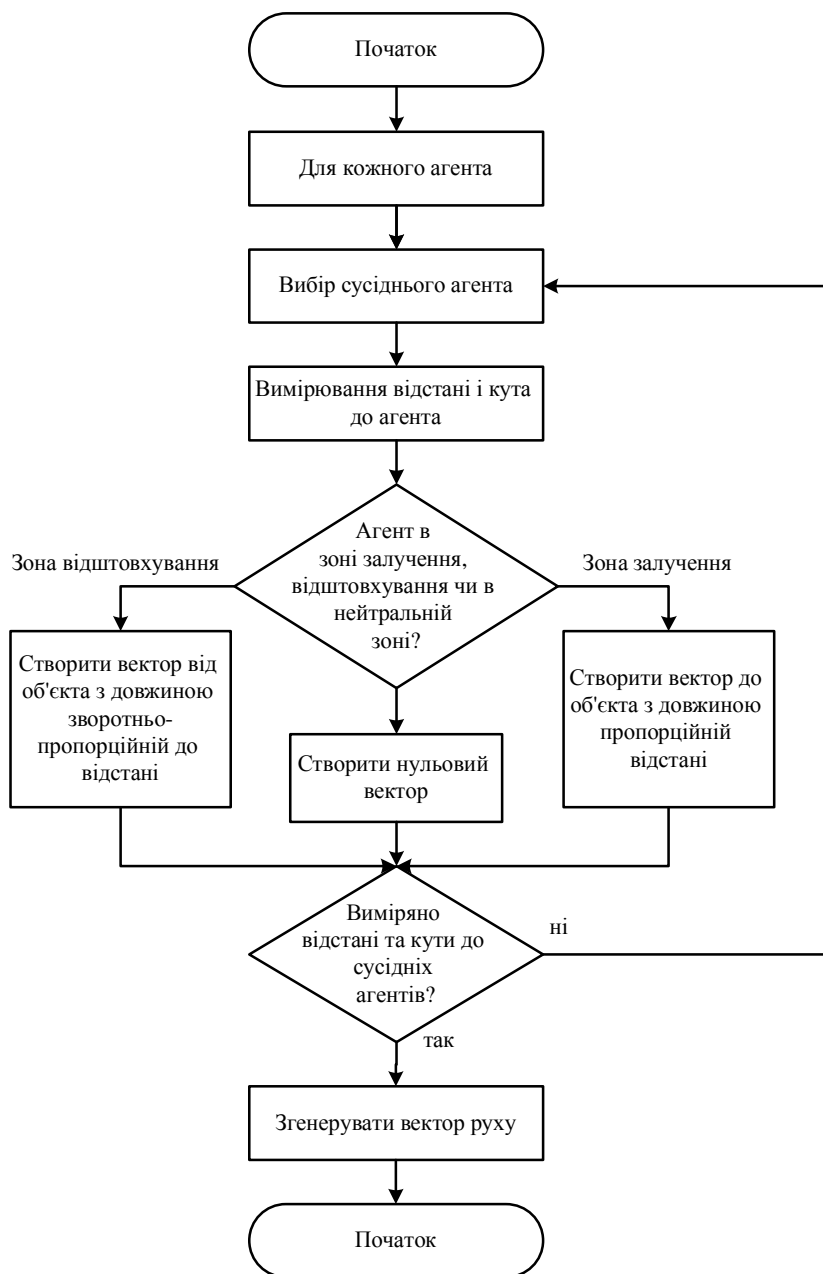 Початок
Для кожного агента
Вибір сусіднього агента
Вимірювання відстані і кута
до агента
Агент в
зоні залучення,
відштовхування чи в
нейтральній
зоні?
Зона відштовхування
Зона залучення
Створити вектор від
об'єкта з довжиною
зворотньо-
пропорційній до
відстані
Створити нульовий
вектор
Створити вектор до
об'єкта з довжиною
пропорційній
відстані
Виміряно
відстані та кути до
сусідніх
агентів?
ні
так
Згенерувати вектор руху
Початок